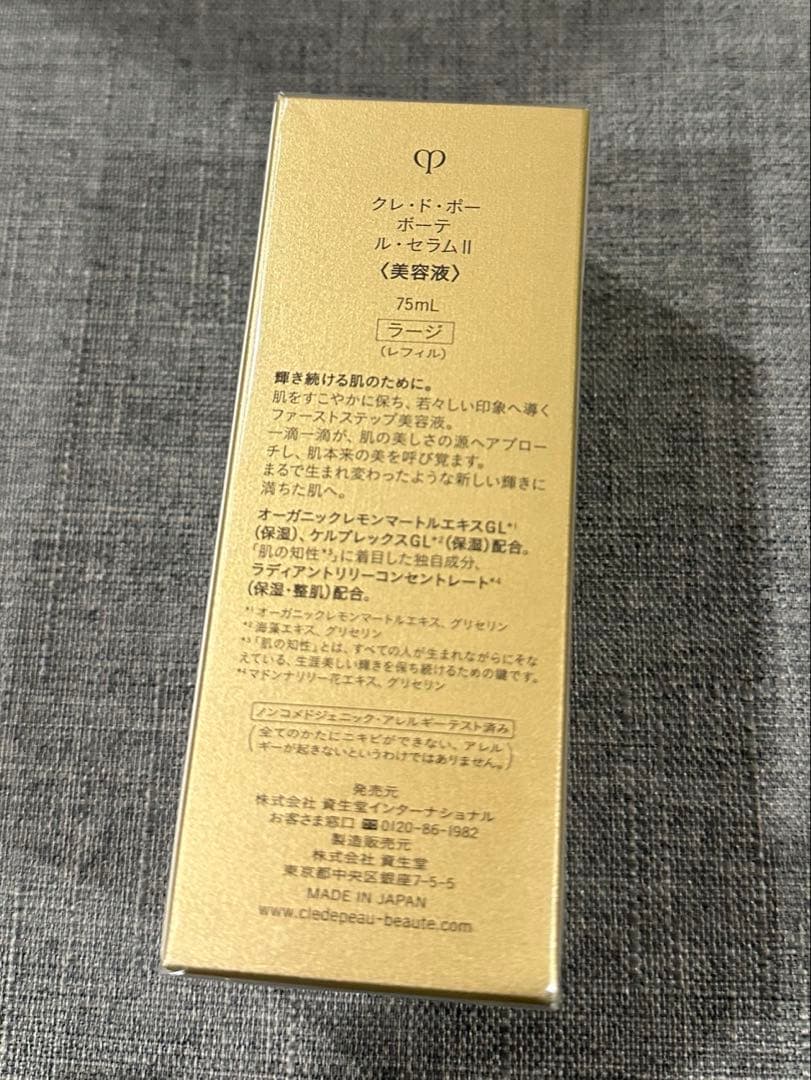 クレ・ド・ポー
ボーテ
ル・セラムⅡ
〈美容液〉
75mL
ラージ
(レフィル)
輝き続ける肌のために。
肌をすこやかに保ち、若々しい印象へ導く
ファーストステップ美容液。
一滴一滴が、肌の美しさの源へアプロー
チし、肌本来の美を呼び覚ます。
まるで生まれ変わったような新しい輝きに
満ちた肌へ。
オーガニックレモンマートルエキスGL*1
(保湿)、ケルプレックスGL*2(保湿)配合。
「肌の知性*3」に着目した独自成分、
ラディアントリリーコンセントレート*4
(保湿・整肌)配合。
*1 オーガニックレモンマートルエキス、グリセリン
*2 海藻エキス、グリセリン
*3 「肌の知性」とは、すべての人が生まれながらにそな
えている、生涯美しい輝きを保ち続けるための鍵です。
*4 マドンナリリー花エキス、グリセリン
ノンコメドジェニック・アレルギーテスト済み
(全てのかたにニキビができない、アレル
ギーが起きないというわけではありません。)
発売元
株式会社 資生堂インターナショナル
お客さま窓口 0120-86-1982
製造販売元
株式会社 資生堂
東京都中央区銀座7-5-5
MADE IN JAPAN
www.cledepeau-beaute.com